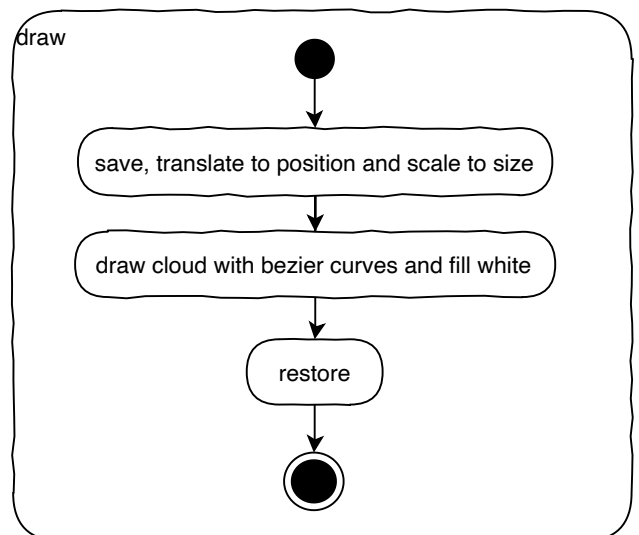 draw
save, translate to position and scale to size
draw cloud with bezier curves and fill white
restore